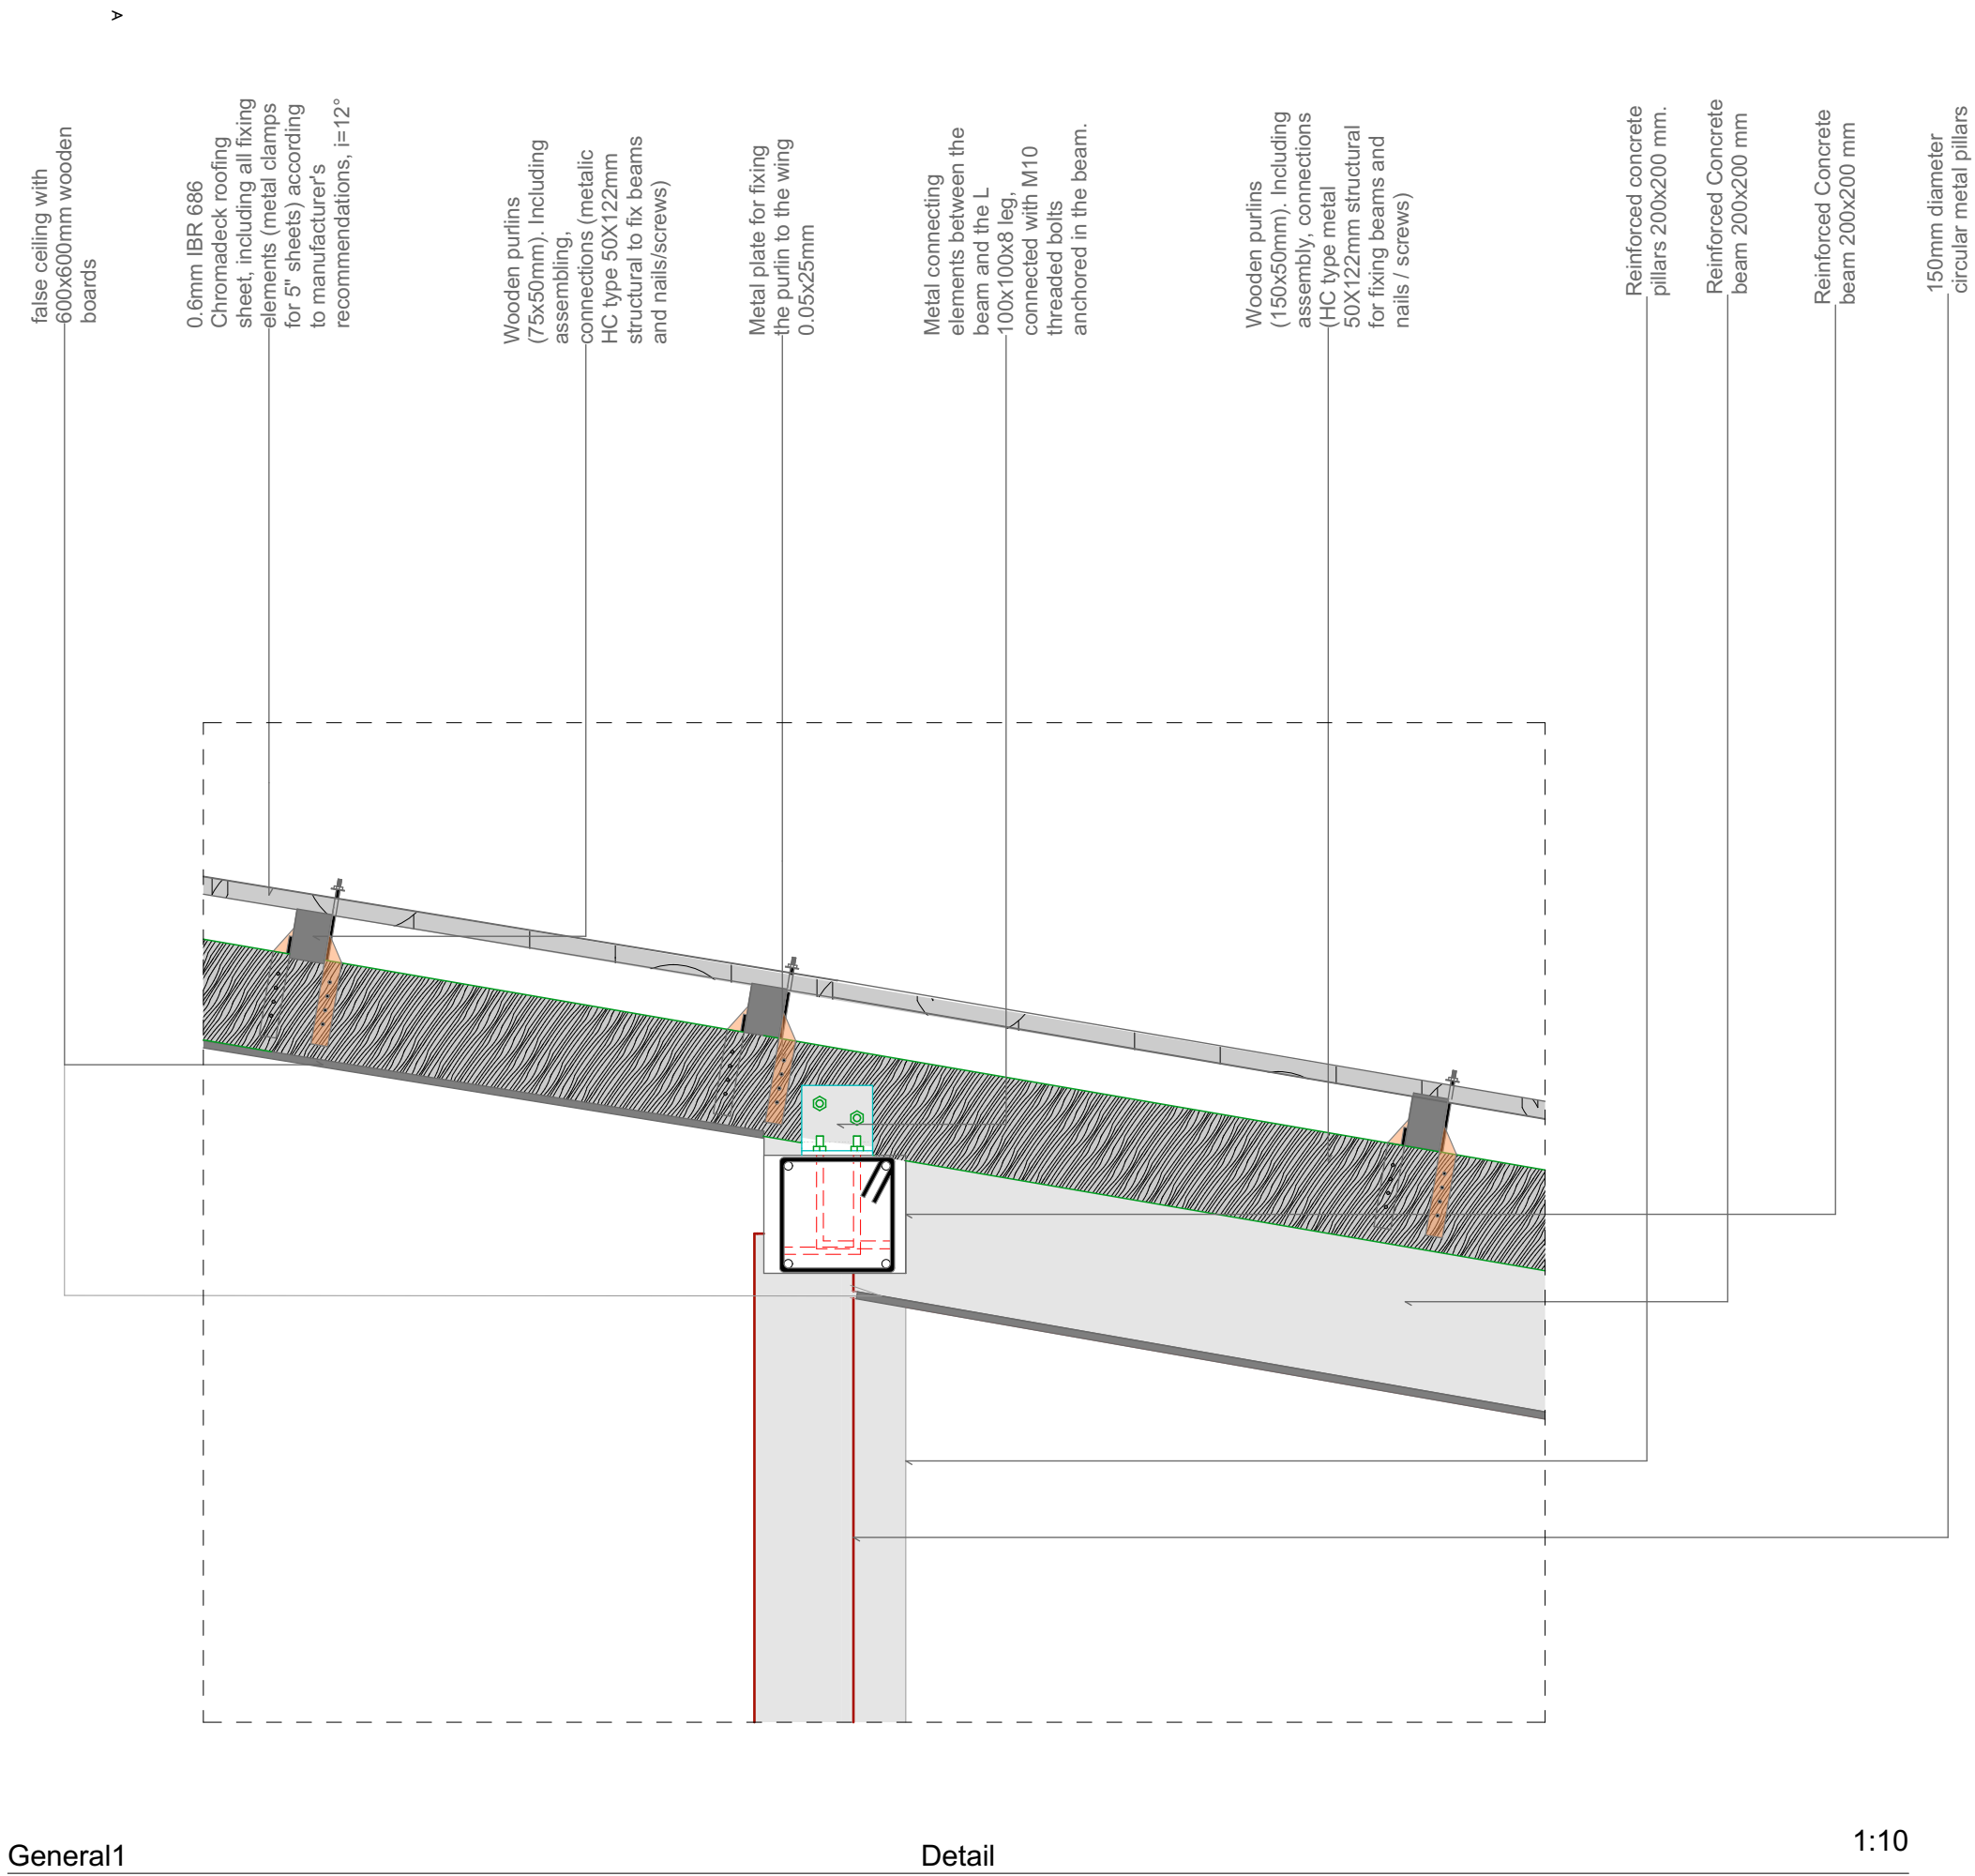 A
false ceiling with
600x600mm wooden
boards
0.6mm IBR 686
Chromadeck roofing
sheet, including all fixing
elements (metal clamps
for 5" sheets) according
to manufacturer's
recommendations, i=12°
Wooden purlins
(75x50mm). Including
assembling,
connections (metalic
HC type 50X122mm
structural to fix beams
and nails/screws)
Metal plate for fixing
the purlin to the wing
0.05x25mm
Metal connecting
elements between the
beam and the L
100x100x8 leg,
connected with M10
threaded bolts
anchored in the beam.
Wooden purlins
(150x50mm). Including
assembly, connections
(HC type metal
50X122mm structural
for fixing beams and
nails / screws)
Reinforced concrete
pillars 200x200 mm.
Reinforced Concrete
beam 200x200 mm
Reinforced Concrete
beam 200x200 mm
150mm diameter
circular metal pillars
General1
Detail
1:10